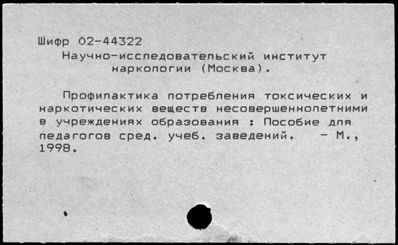 Шифр 02-44322
Научно-исследовательский институт
наркологии (Москва).
Профилактика потребления токсических и
наркотических веществ несовершеннолетними
в учреждениях образования : Пособие для
педагогов сред. учеб. заведений. - М.,
1998.